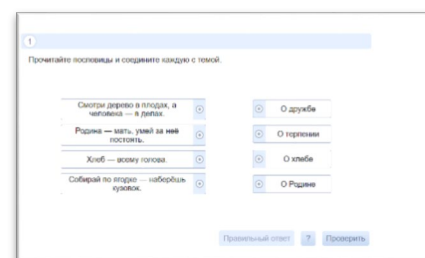 1
Прочитайте пословицы и соедините каждую с темой.
Смотри дерево в плодах, а
человека — в делах.
О дружбе
Родина — мать, умей за неё
постоять.
О терпении
Хлеб — всему голова.
О хлебе
Собирай по ягодке — наберёшь
кузовок.
О Родине
Правильный ответ
?
Проверить